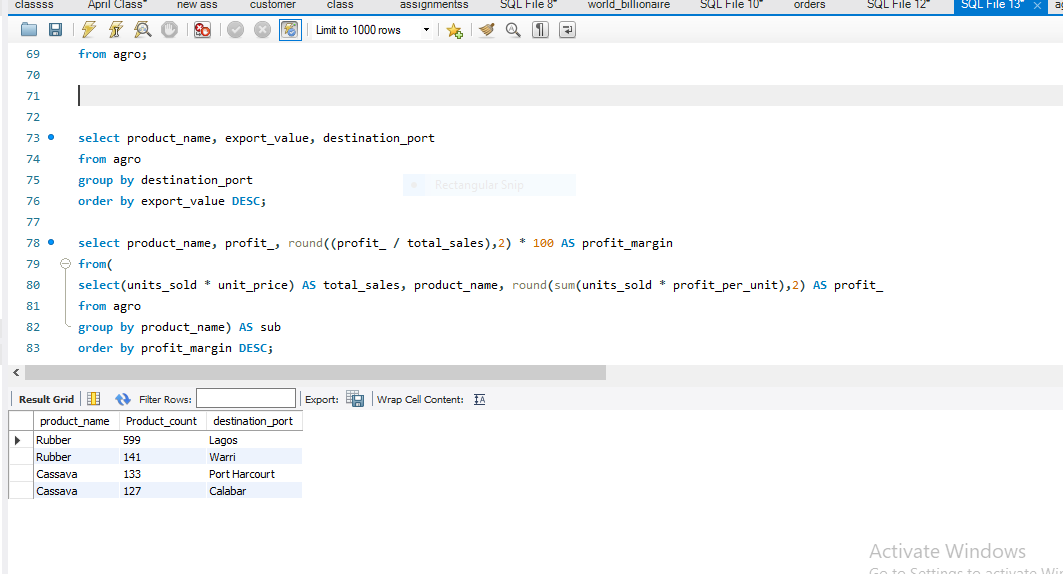 classss April Class* new ass customer class assignmentss SQL File 8* world_billionaire SQL File 10* orders SQL File 12* SQL File 13*
Limit to 1000 rows
69 from agro;
70
71
72
73 select product_name, export_value, destination_port
74 from agro
75 group by destination_port
Rectangular Snip
76 order by export_value DESC;
77
78 select product_name, profit_, round((profit_ / total_sales),2) * 100 AS profit_margin
79 from(
80 select(units_sold * unit_price) AS total_sales, product_name, round(sum(units_sold * profit_per_unit),2) AS profit_
81 from agro
82 group by product_name) AS sub
83 order by profit_margin DESC;
Result Grid Filter Rows: Export: Wrap Cell Content: IA
product_name Product_count destination_port
Rubber 599 Lagos
Rubber 141 Warri
Cassava 133 Port Harcourt
Cassava 127 Calabar
Activate Windows
Go to Settings to activate Win